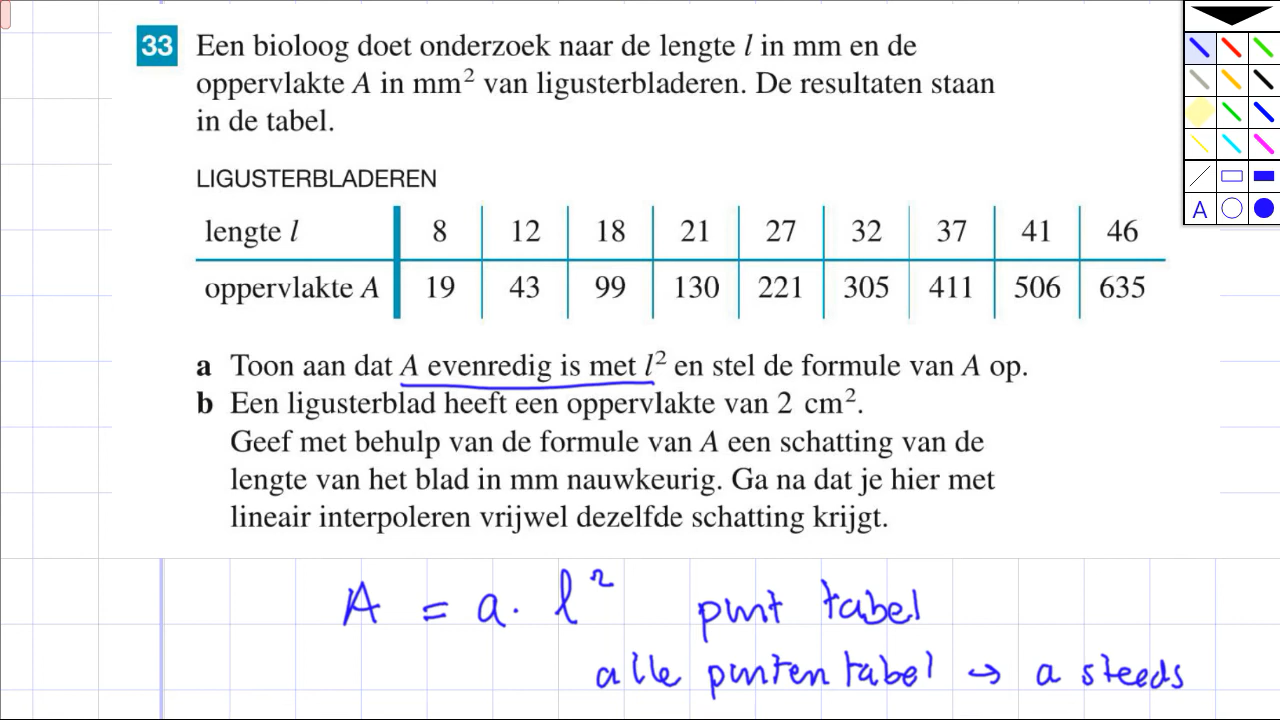 33 Een bioloog doet onderzoek naar de lengte l in mm en de
oppervlakte A in mm² van ligusterbladeren. De resultaten staan
in de tabel.
LIGUSTERBLADEREN
lengte l 8 12 18 21 27 32 37 41 46
oppervlakte A 19 43 99 130 221 305 411 506 635
a Toon aan dat A evenredig is met l² en stel de formule van A op.
b Een ligusterblad heeft een oppervlakte van 2 cm².
Geef met behulp van de formule van A een schatting van de
lengte van het blad in mm nauwkeurig. Ga na dat je hier met
lineair interpoleren vrijwel dezelfde schatting krijgt.
A = a · l² punt tabel
alle punten tabel → a steeds
A